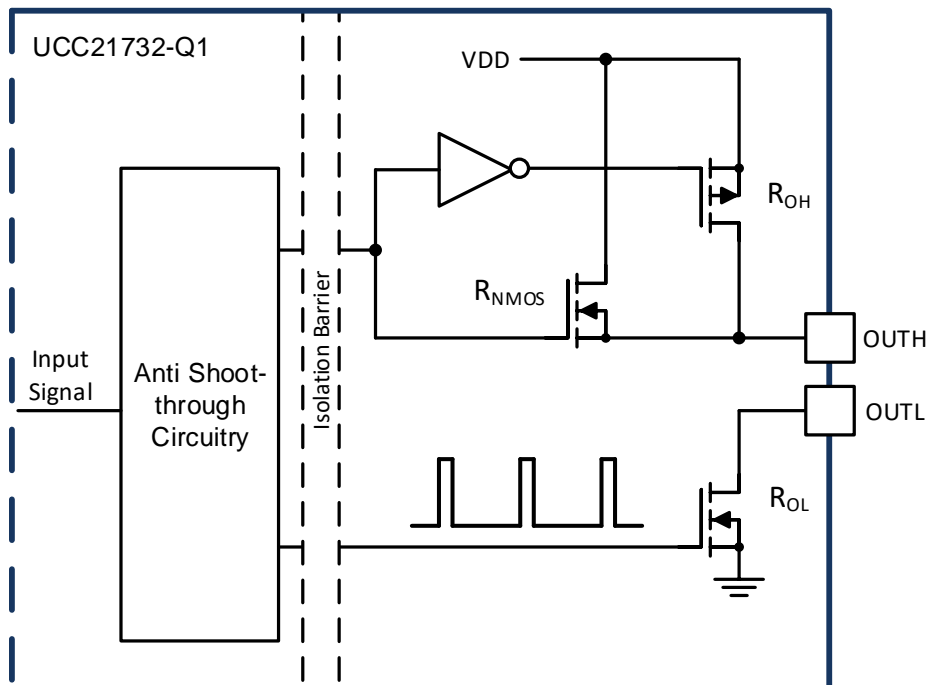 UCC21732-Q1
VDD
ROH
RNMOS
Isolation Barrier
OUTH
Input
Signal
Anti Shoot-
through
Circuitry
OUTL
ROL